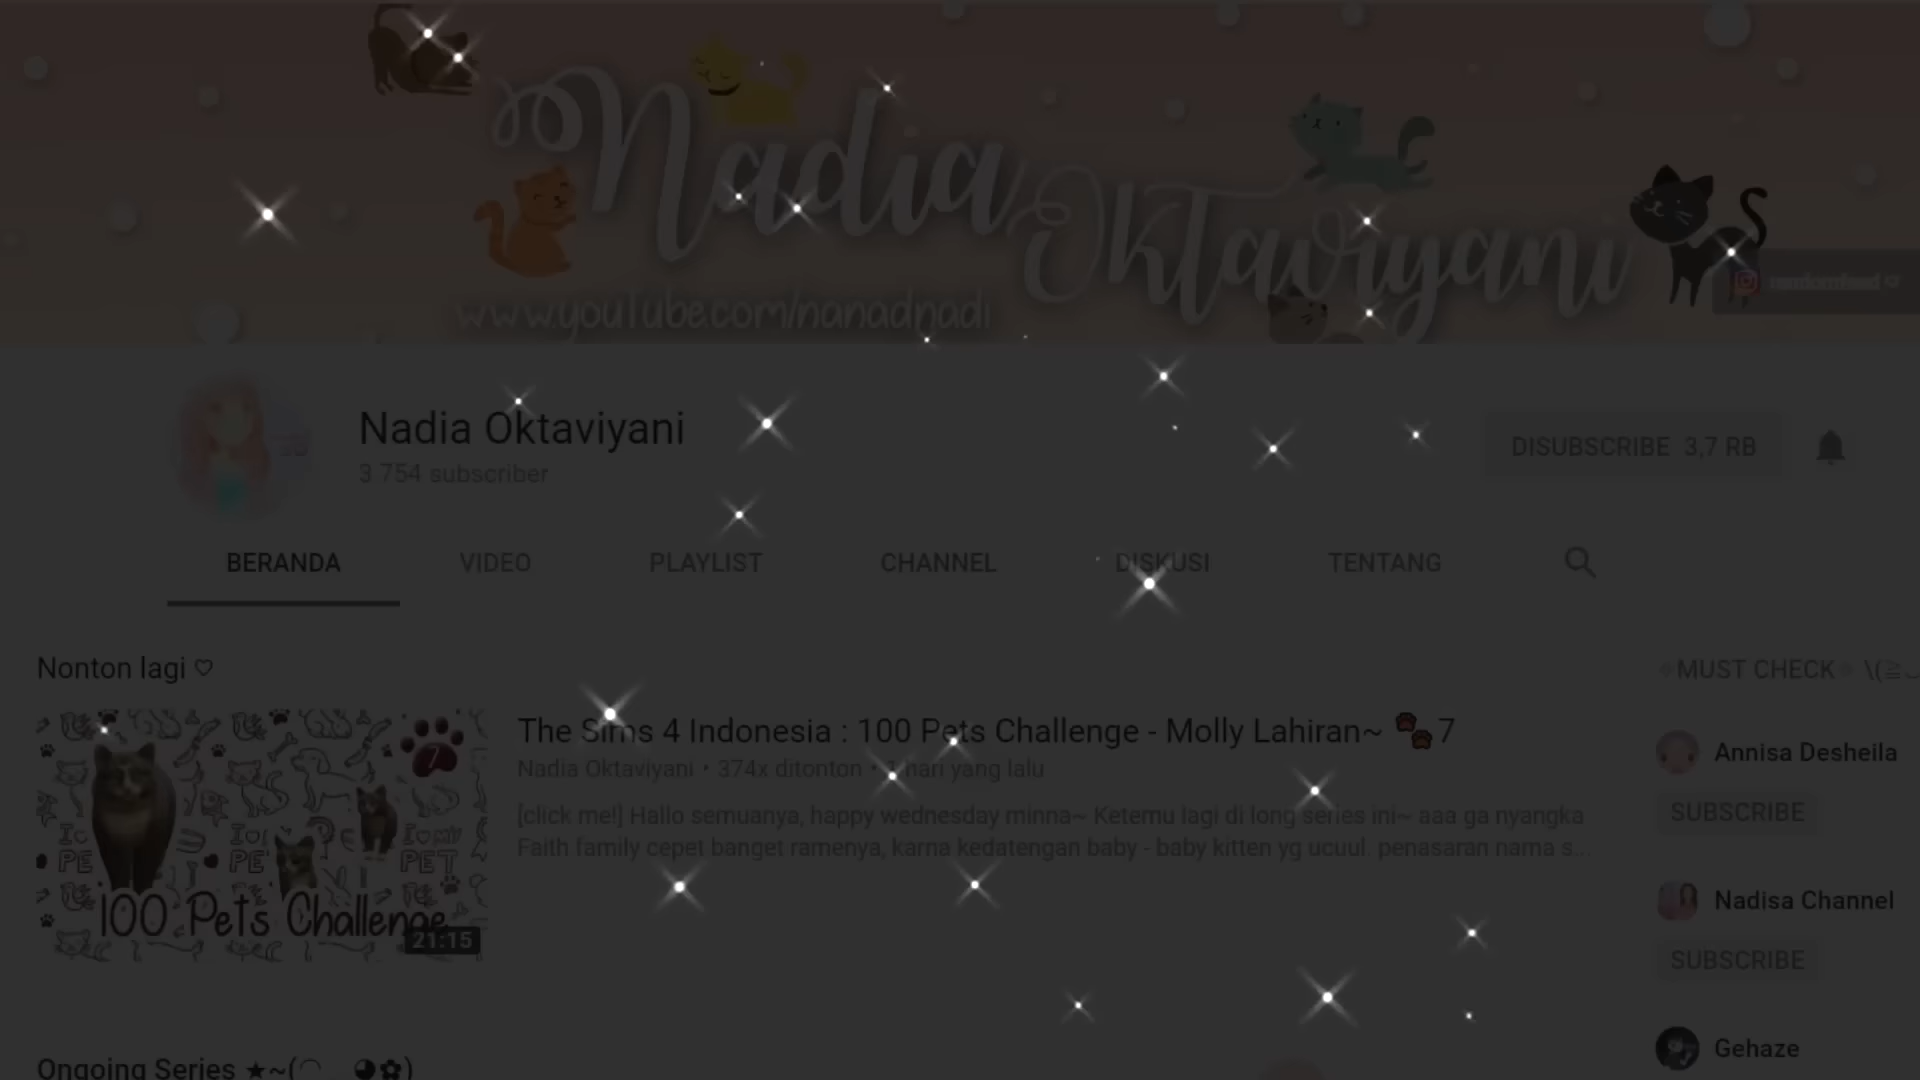 Nadia
Oktaviyani
www.youtube.com/nanadnadi
Nadia Oktaviyani
3.754 subscriber
DISUBSCRIBE 3,7 RB
BERANDA VIDEO PLAYLIST CHANNEL DISKUSI TENTANG
Nonton lagi ♡
MUST CHECK
The Sims 4 Indonesia : 100 Pets Challenge - Molly Lahiran~ 🐾 7
Nadia Oktaviyani • 374x ditonton • 1 hari yang lalu
[click me!] Hallo semuanya, happy wednesday minna~ Ketemu lagi di long series ini~ aaa ga nyangka
Faith family cepet banget ramenya, karna kedatengan baby - baby kitten yg ucuul. penasaran nama s...
7
100 Pets Challenge
21:15
Annisa Desheila
SUBSCRIBE
Nadisa Channel
SUBSCRIBE
Gehaze
Ongoing Series